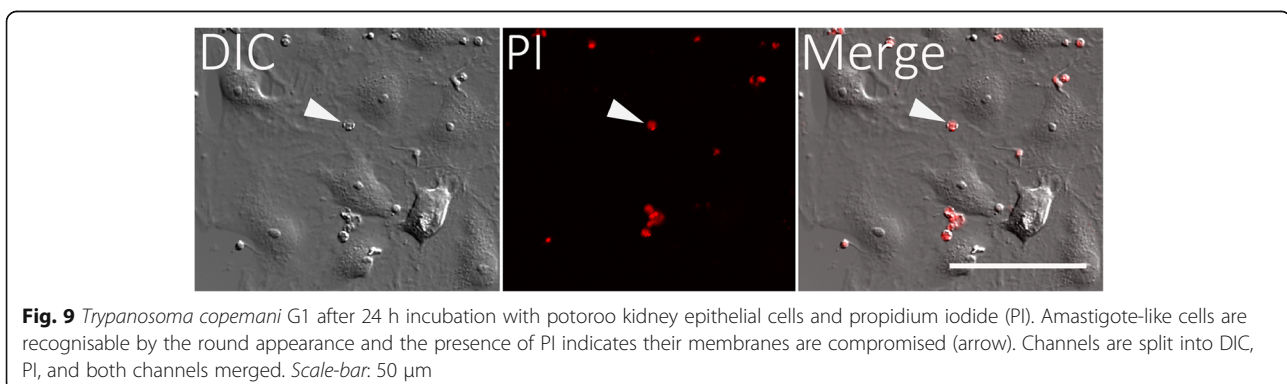 DIC PI Merge
Fig. 9 Trypanosoma copemani G1 after 24 h incubation with potoroo kidney epithelial cells and propidium iodide (PI). Amastigote-like cells are
recognisable by the round appearance and the presence of PI indicates their membranes are compromised (arrow). Channels are split into DIC,
PI, and both channels merged. Scale-bar: 50 μm